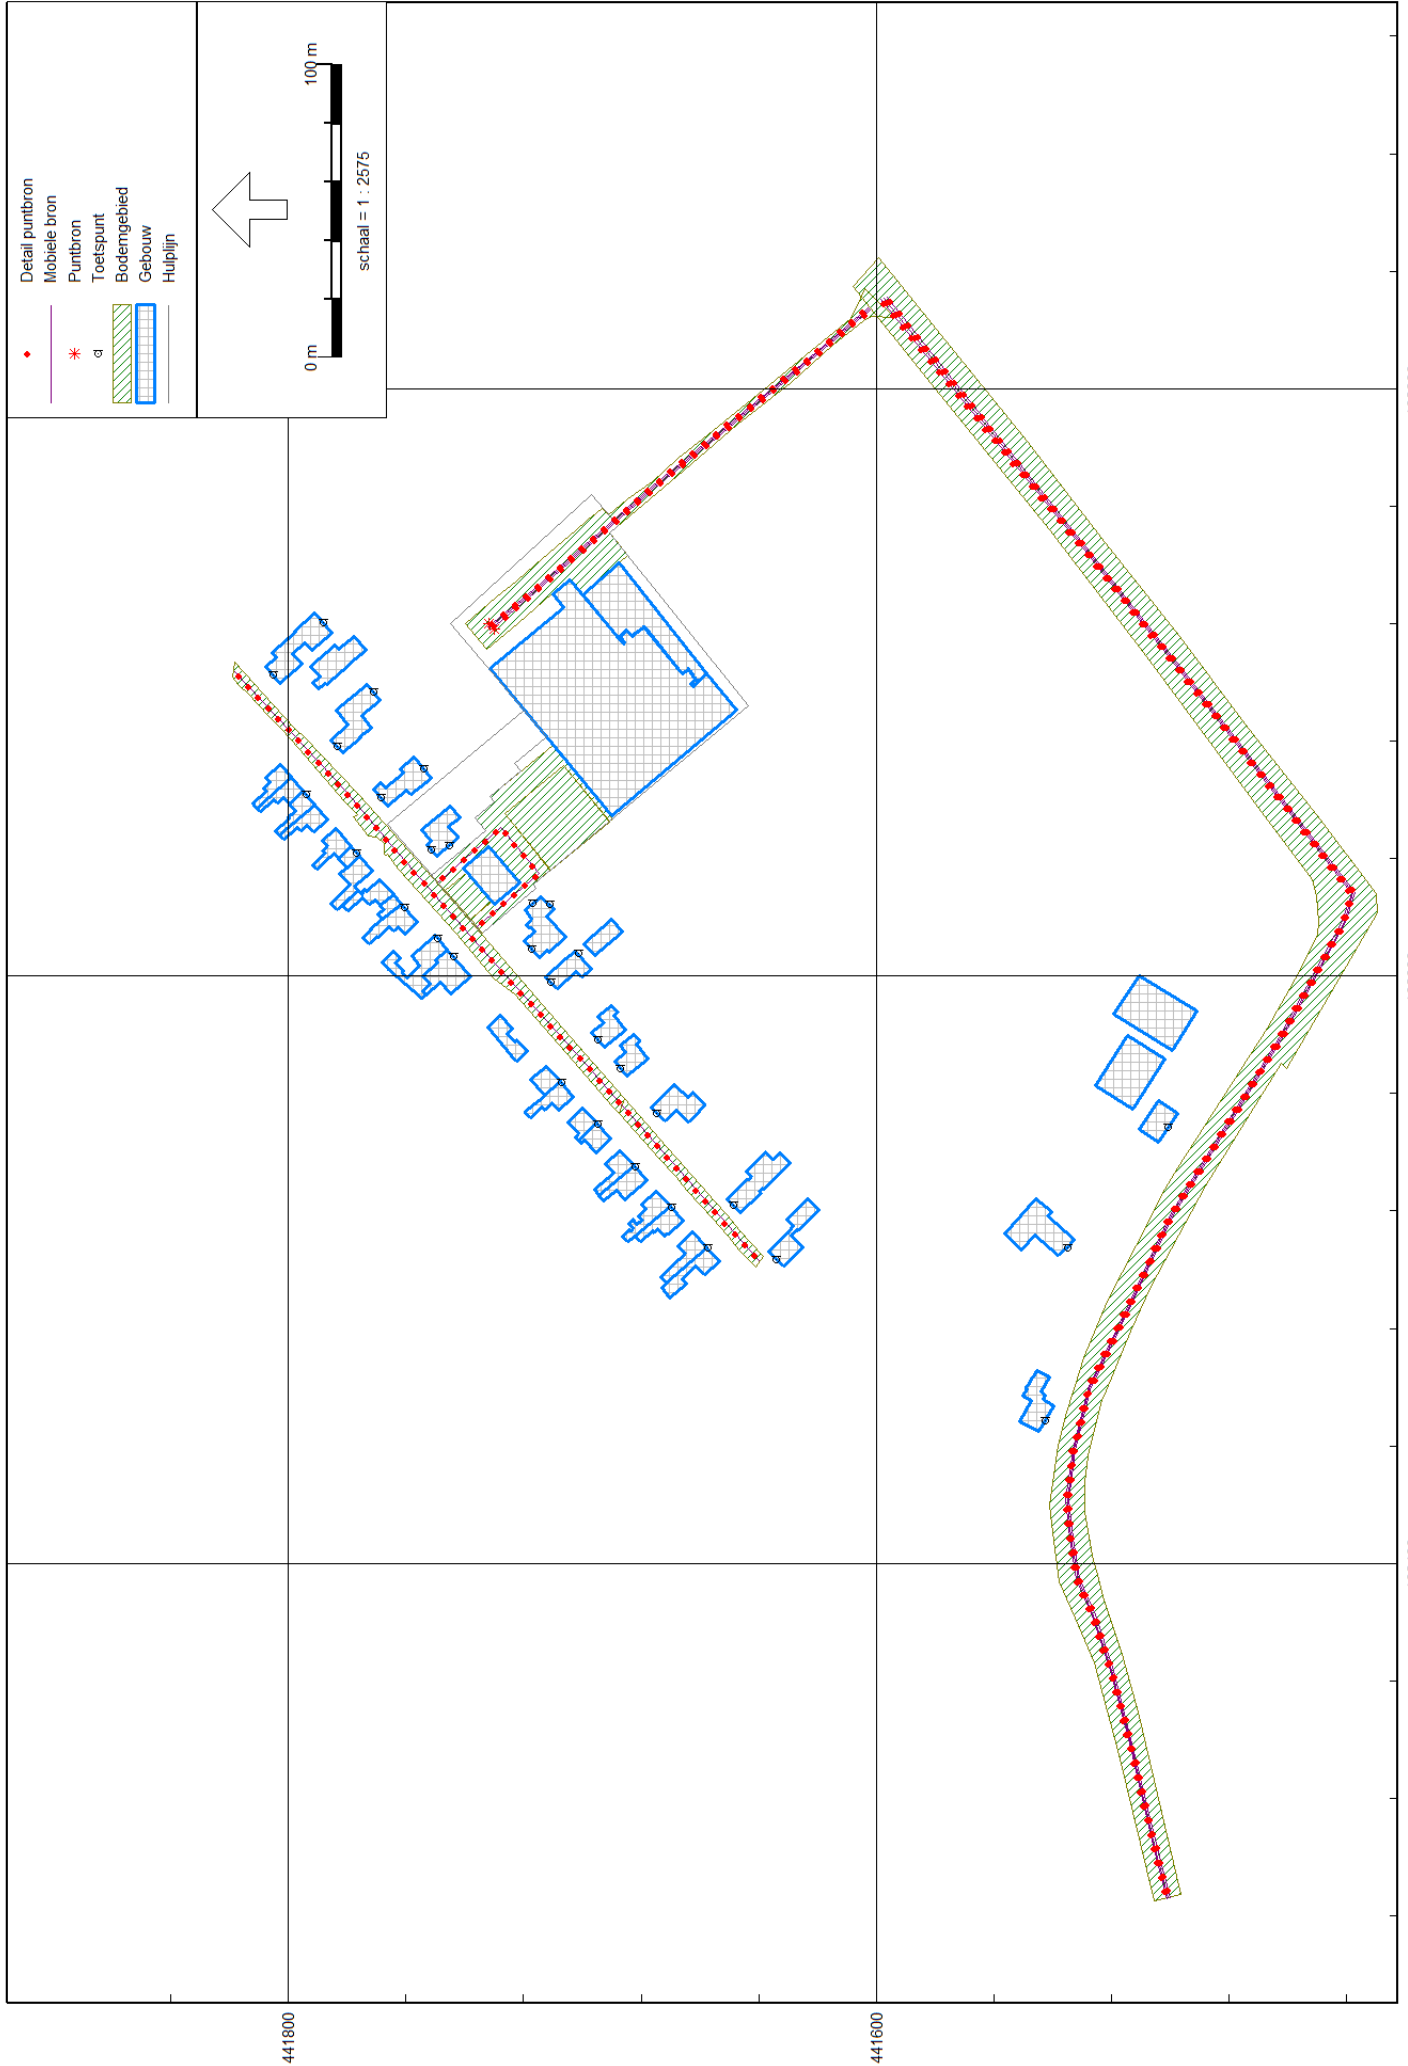 Detail puntbron
Mobiele bron
Puntbron
Toetspunt
Bodemgebied
Gebouw
Hulplijn
0 m
100 m
schaal = 1 : 2575
441800
441600